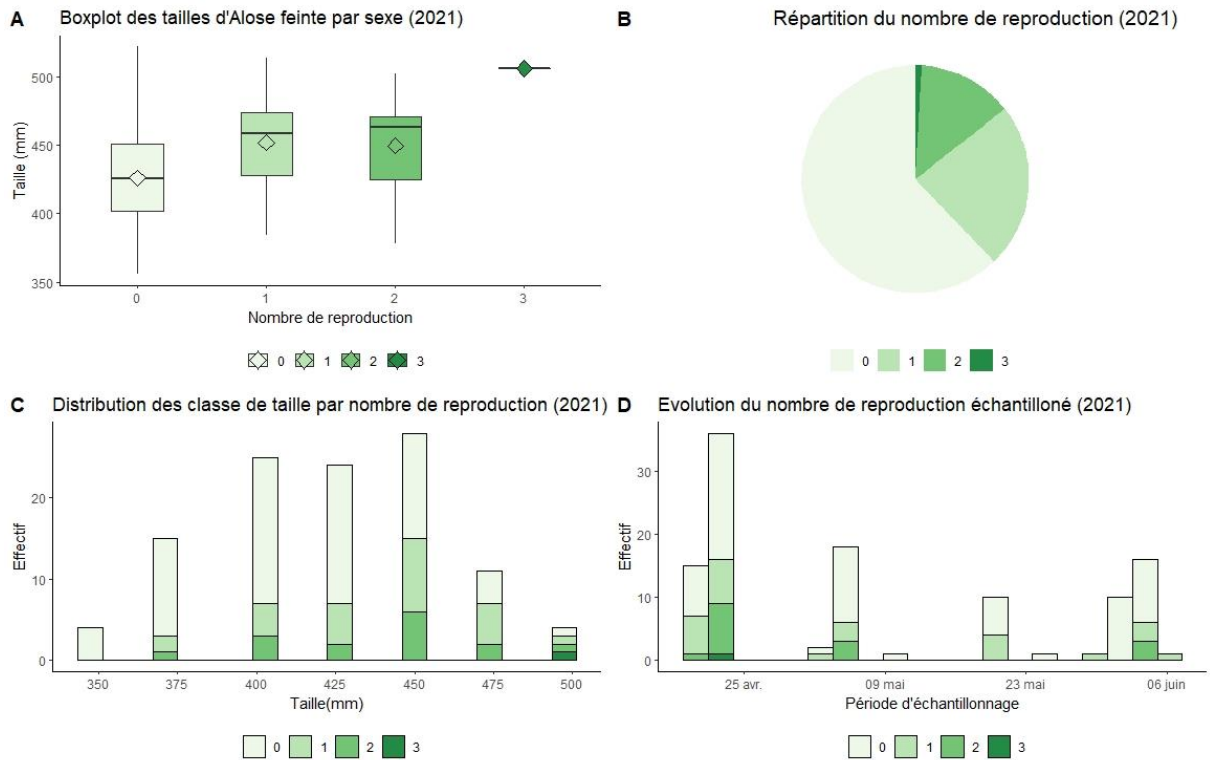 A Boxplot des tailles d'Alose feinte par sexe (2021)
Taille (mm)
500
450
400
350
0 1 2 3
Nombre de reproduction
0 1 2 3
B Répartition du nombre de reproduction (2021)
0 1 2 3
C Distribution des classe de taille par nombre de reproduction (2021)
Effectif
20
10
0
350 375 400 425 450 475 500
Taille(mm)
0 1 2 3
D Evolution du nombre de reproduction échantilloné (2021)
Effectif
30
20
10
0
25 avr. 09 mai 23 mai 06 juin
Période d'échantillonnage
0 1 2 3